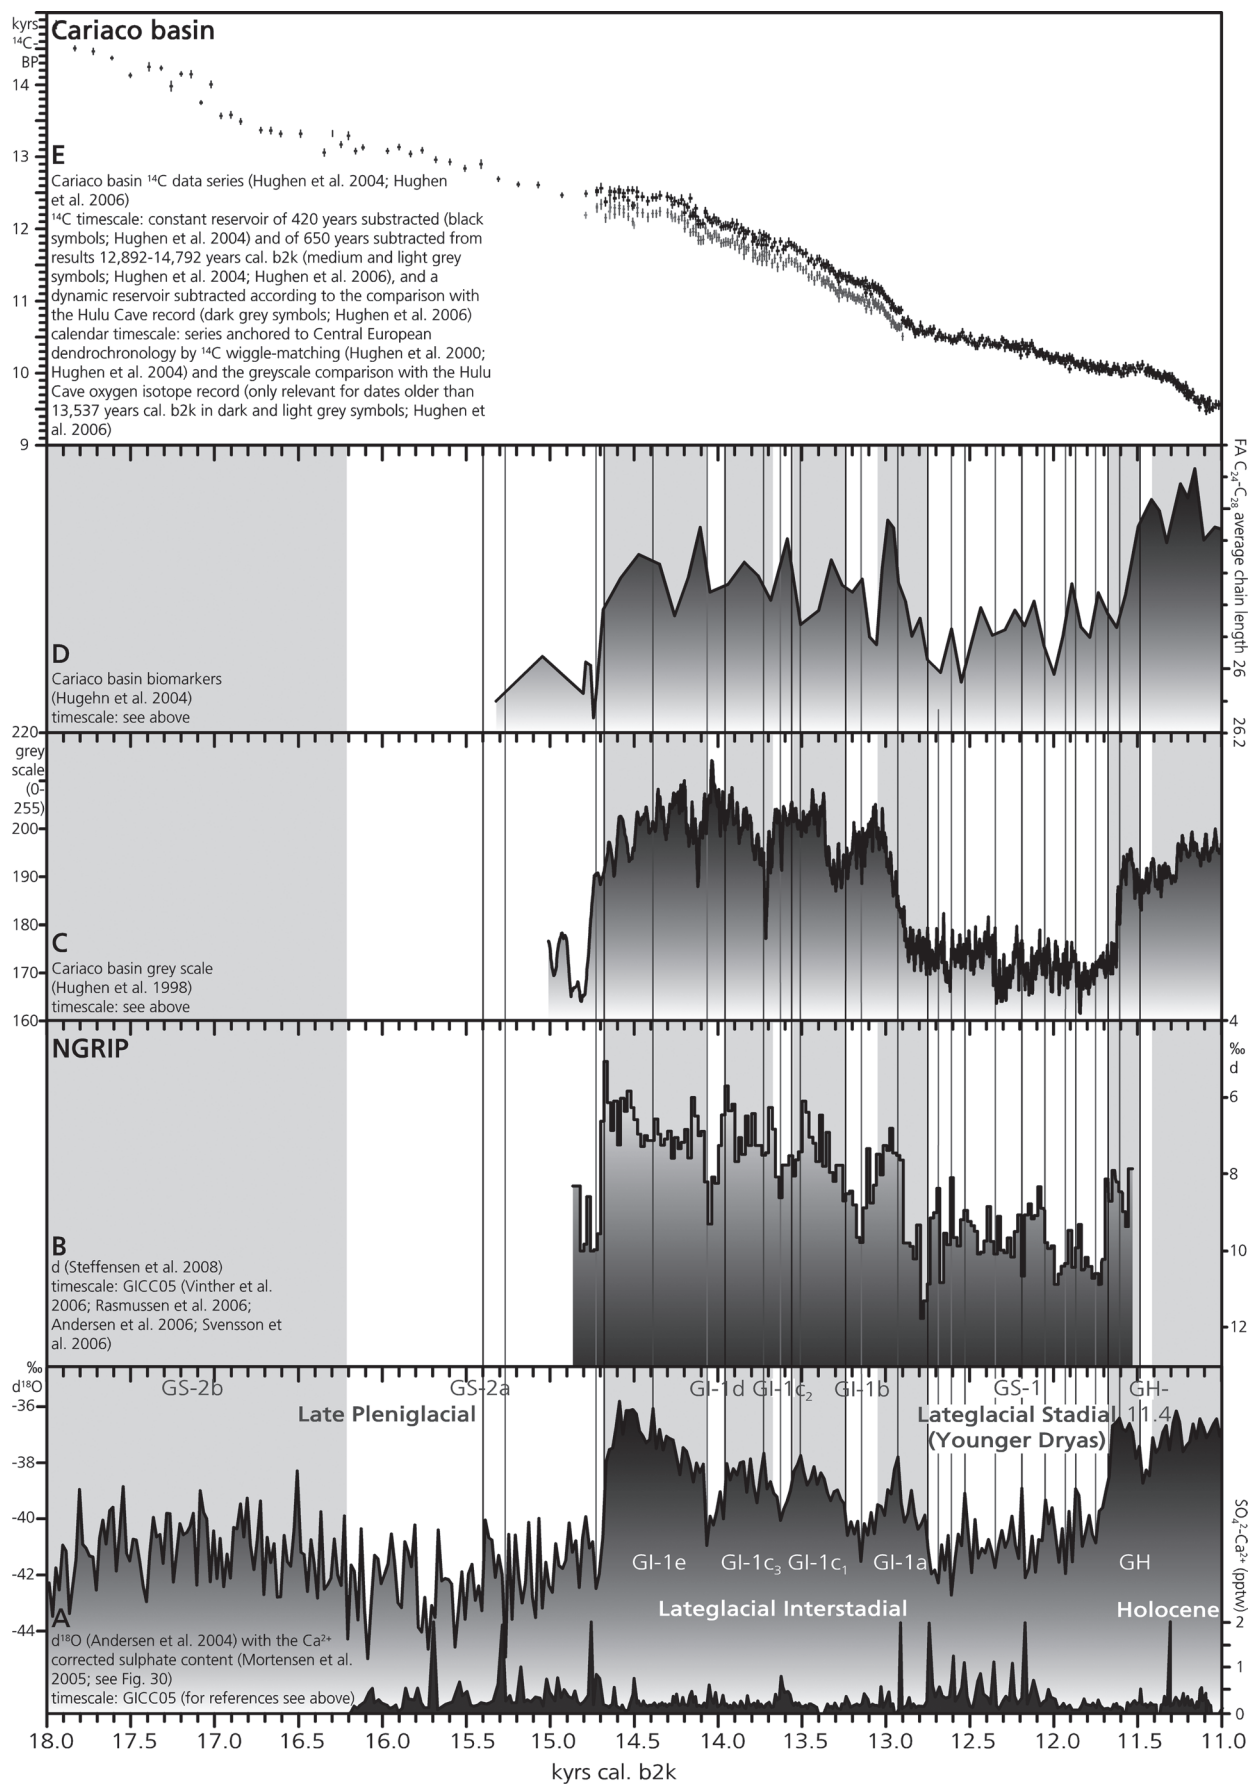 kyrs
¹⁴C-
BP
Cariaco basin
14
13
12
11
10
9
E
Cariaco basin ¹⁴C data series (Hughen et al. 2004; Hughen
et al. 2006)
¹⁴C timescale: constant reservoir of 420 years substracted (black
symbols; Hughen et al. 2004) and of 650 years subtracted from
results 12,892-14,792 years cal. b2k (medium and light grey
symbols; Hughen et al. 2004; Hughen et al. 2006), and a
dynamic reservoir subtracted according to the comparison with
the Hulu Cave record (dark grey symbols; Hughen et al. 2006)
calendar timescale: series anchored to Central European
dendrochronology by ¹⁴C wiggle-matching (Hughen et al. 2000;
Hughen et al. 2004) and the greyscale comparison with the Hulu
Cave oxygen isotope record (only relevant for dates older than
13,537 years cal. b2k in dark and light grey symbols; Hughen et
al. 2006)
FA C₂₄-C₂₈ average chain length
26
26.2
D
Cariaco basin biomarkers
(Hugehn et al. 2004)
timescale: see above
220
grey
scale
(0-
255)
200
190
180
170
160
C
Cariaco basin grey scale
(Hughen et al. 1998)
timescale: see above
NGRIP
4
‰
d
6
8
10
12
B
d (Steffensen et al. 2008)
timescale: GICC05 (Vinther et al.
2006; Rasmussen et al. 2006;
Andersen et al. 2006; Svensson et
al. 2006)
‰
d¹⁸O
-36
-38
-40
-42
-44
GS-2b GS-2a GI-1d GI-1c₂ GI-1b GS-1 GH-
11.4
Late Pleniglacial
Lateglacial Stadial
(Younger Dryas)
GI-1e GI-1c₃ GI-1c₁ GI-1a GH
Lateglacial Interstadial Holocene
SO₄²-Ca²⁺ (pptw)
2
1
0
A
d¹⁸O (Andersen et al. 2004) with the Ca²⁺
corrected sulphate content (Mortensen et al.
2005; see Fig. 30)
timescale: GICC05 (for references see above)
18.0 17.5 17.0 16.5 16.0 15.5 15.0 14.5 14.0 13.5 13.0 12.5 12.0 11.5 11.0
kyrs cal. b2k